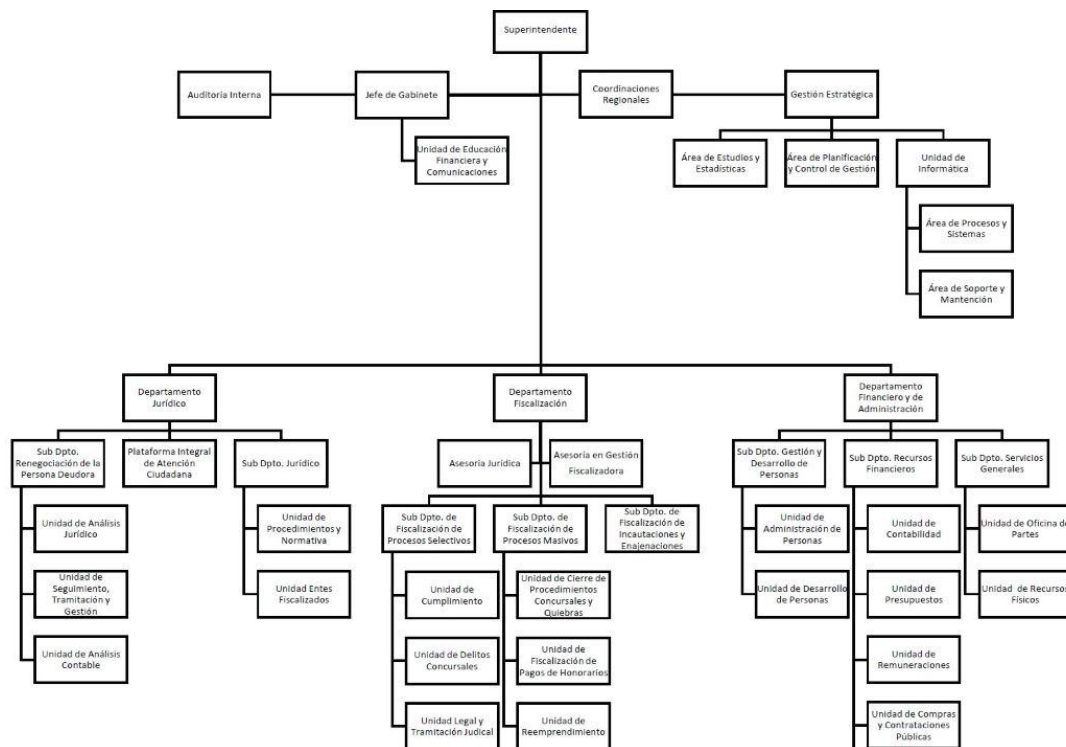 Superintendente
Auditoría Interna
Jefe de Gabinete
Coordinaciones
Regionales
Gestión Estratégica
Unidad de Educación
Financiera y
Comunicaciones
Área de Estudios y
Estadísticas
Área de Planificación
y Control de Gestión
Unidad de
Informática
Área de Procesos y
Sistemas
Área de Soporte y
Mantención
Departamento
Jurídico
Departamento
Fiscalización
Departamento
Financiero y de
Administración
Sub Dpto.
Renegociación de la
Persona Deudora
Plataforma Integral
de Atención
Ciudadana
Sub Dpto. Jurídico
Asesoría Jurídica
Asesoría en Gestión
Fiscalizadora
Sub Dpto. Gestión y
Desarrollo de
Personas
Sub Dpto. Recursos
Financieros
Sub Dpto. Servicios
Generales
Unidad de Análisis
Jurídico
Unidad de
Seguimiento,
Tramitación y
Gestión
Unidad de Análisis
Contable
Unidad de
Procedimientos y
Normativa
Unidad Entes
Fiscalizados
Sub Dpto. de
Fiscalización de
Procesos Selectivos
Sub Dpto. de
Fiscalización de
Procesos Masivos
Sub Dpto. de
Fiscalización de
Incautaciones y
Enajenaciones
Unidad de
Cumplimiento
Unidad de Delitos
Concursales
Unidad Legal y
Tramitación Judical
Unidad de Cierre de
Procedimientos
Concursales y
Quiebras
Unidad de
Fiscalización de
Pagos de Honorarios
Unidad de
Reemprendimiento
Unidad de
Administración de
Personas
Unidad de Desarrollo
de Personas
Unidad de
Contabilidad
Unidad de
Presupuestos
Unidad de
Remuneraciones
Unidad de Compras
y Contrataciones
Públicas
Unidad de Oficina de
Partes
Unidad de Recursos
Físicos